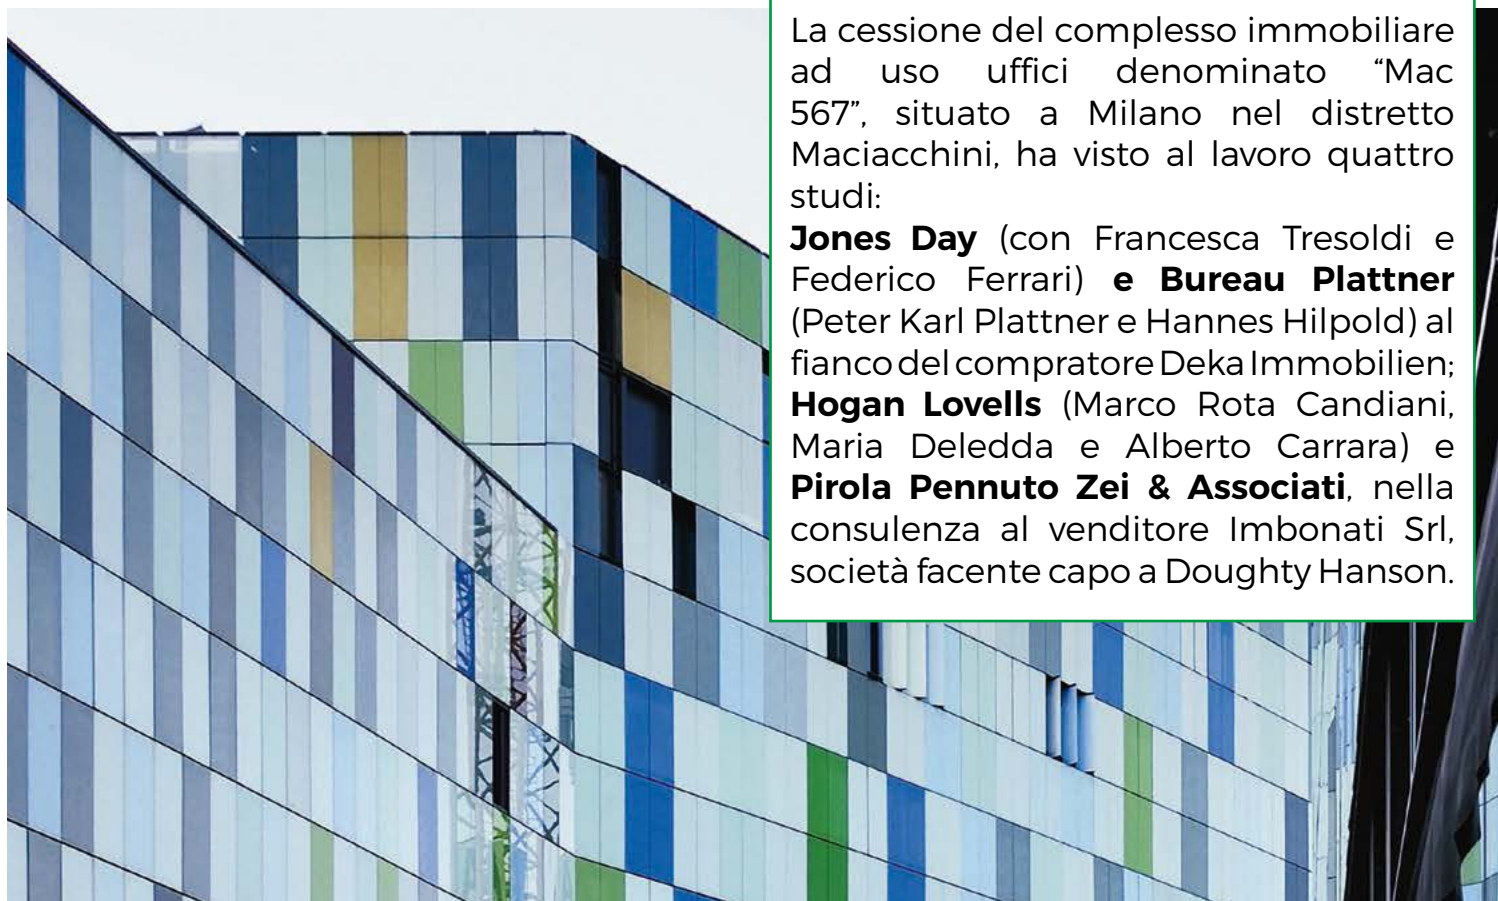 La cessione del complesso immobiliare
ad uso uffici denominato “Mac
567”, situato a Milano nel distretto
Maciacchini, ha visto al lavoro quattro
studi:
Jones Day (con Francesca Tresoldi e
Federico Ferrari) e Bureau Plattner
(Peter Karl Plattner e Hannes Hilpold) al
fianco del compratore Deka Immobilien;
Hogan Lovells (Marco Rota Candiani,
Maria Deledda e Alberto Carrara) e
Pirola Pennuto Zei & Associati, nella
consulenza al venditore Imbonati Srl,
società facente capo a Doughty Hanson.